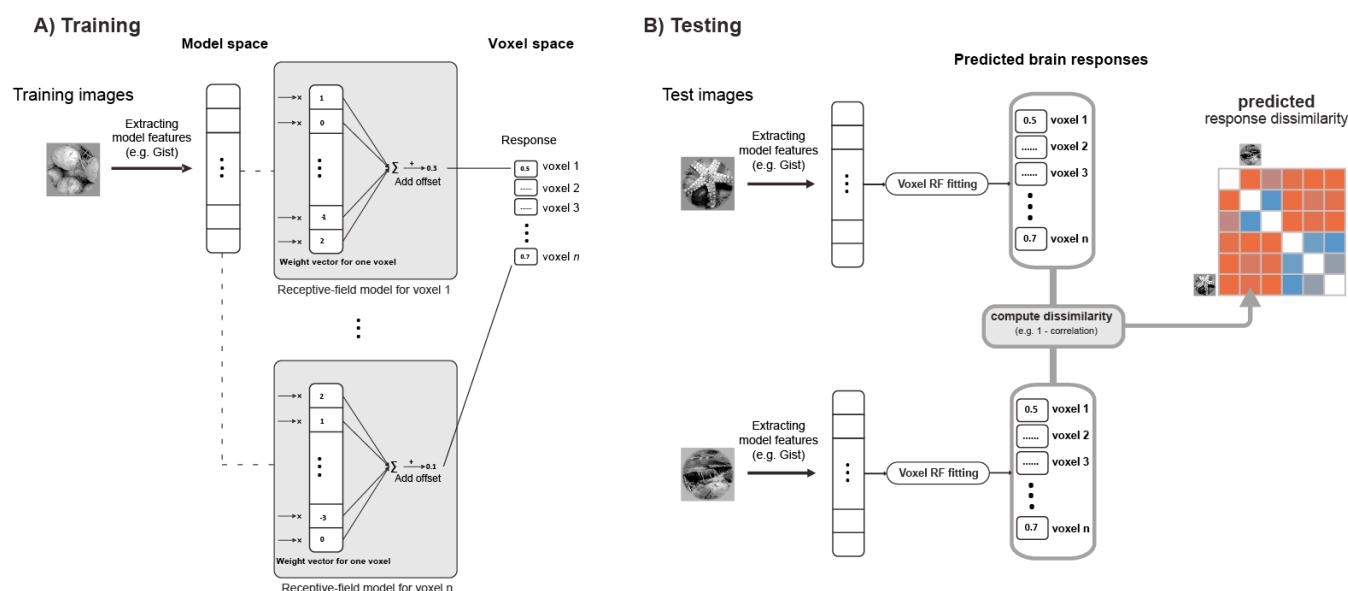 A) Training
Model space
Voxel space
Training images
Extracting
model features
(e.g. Gist)
×
1
×
0
×
-1
×
2
Σ
+
0.5
Add offset
Weight vector for one voxel
Receptive-field model for voxel 1
Response
0.5 voxel 1
...... voxel 2
...... voxel 3
0.7 voxel n
×
2
×
1
×
-3
×
0
Σ
+
0.1
Add offset
Weight vector for one voxel
Receptive-field model for voxel n
B) Testing
Predicted brain responses
Test images
Extracting
model features
(e.g. Gist)
Voxel RF fitting
0.5 voxel 1
...... voxel 2
...... voxel 3
0.7 voxel n
predicted
response dissimilarity
compute dissimilarity
(e.g. 1 - correlation)
Extracting
model features
(e.g. Gist)
Voxel RF fitting
0.5 voxel 1
...... voxel 2
...... voxel 3
0.7 voxel n